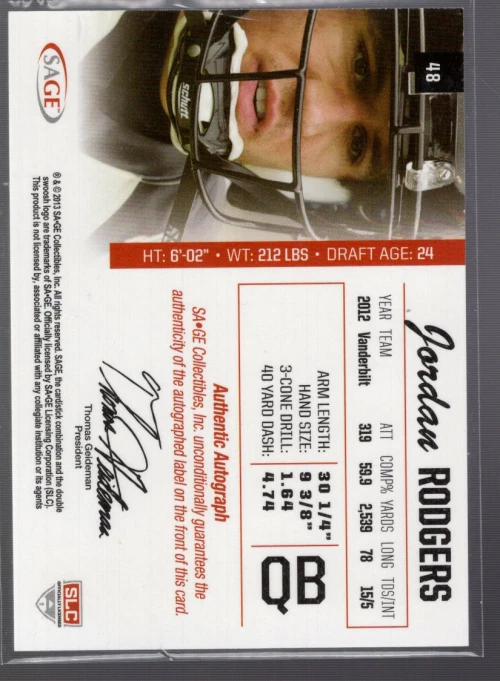 48
Jordan RODGERS
HT: 6'-02" • WT: 212 LBS • DRAFT AGE: 24
YEAR TEAM ATT COMP% YARDS LONG TDS/INT
2012 Vanderbilt 319 59.9 2,539 78 15/5
ARM LENGTH: 30 1/4"
HAND SIZE: 9 3/8"
3-CONE DRILL: 1.64
40 YARD DASH: 4.74
QB
Authentic Autograph
SA•GE Collectibles, Inc. unconditionally guarantees the
authenticity of the autographed label on the front of this card.
Thomas Geideman
Thomas Geideman
President
schutt
SAGE
® & © 2013 SA•GE Collectibles, Inc. All rights reserved. SAGE, the cardstick combination and the double
swoosh logo are trademarks of SA•GE. Officially licensed by SA•GE Licensing Corporation (SLC).
This product is not licensed by, associated or affiliated with any collegiate institution or its agents
SLC
OFFICIALLY LICENSED